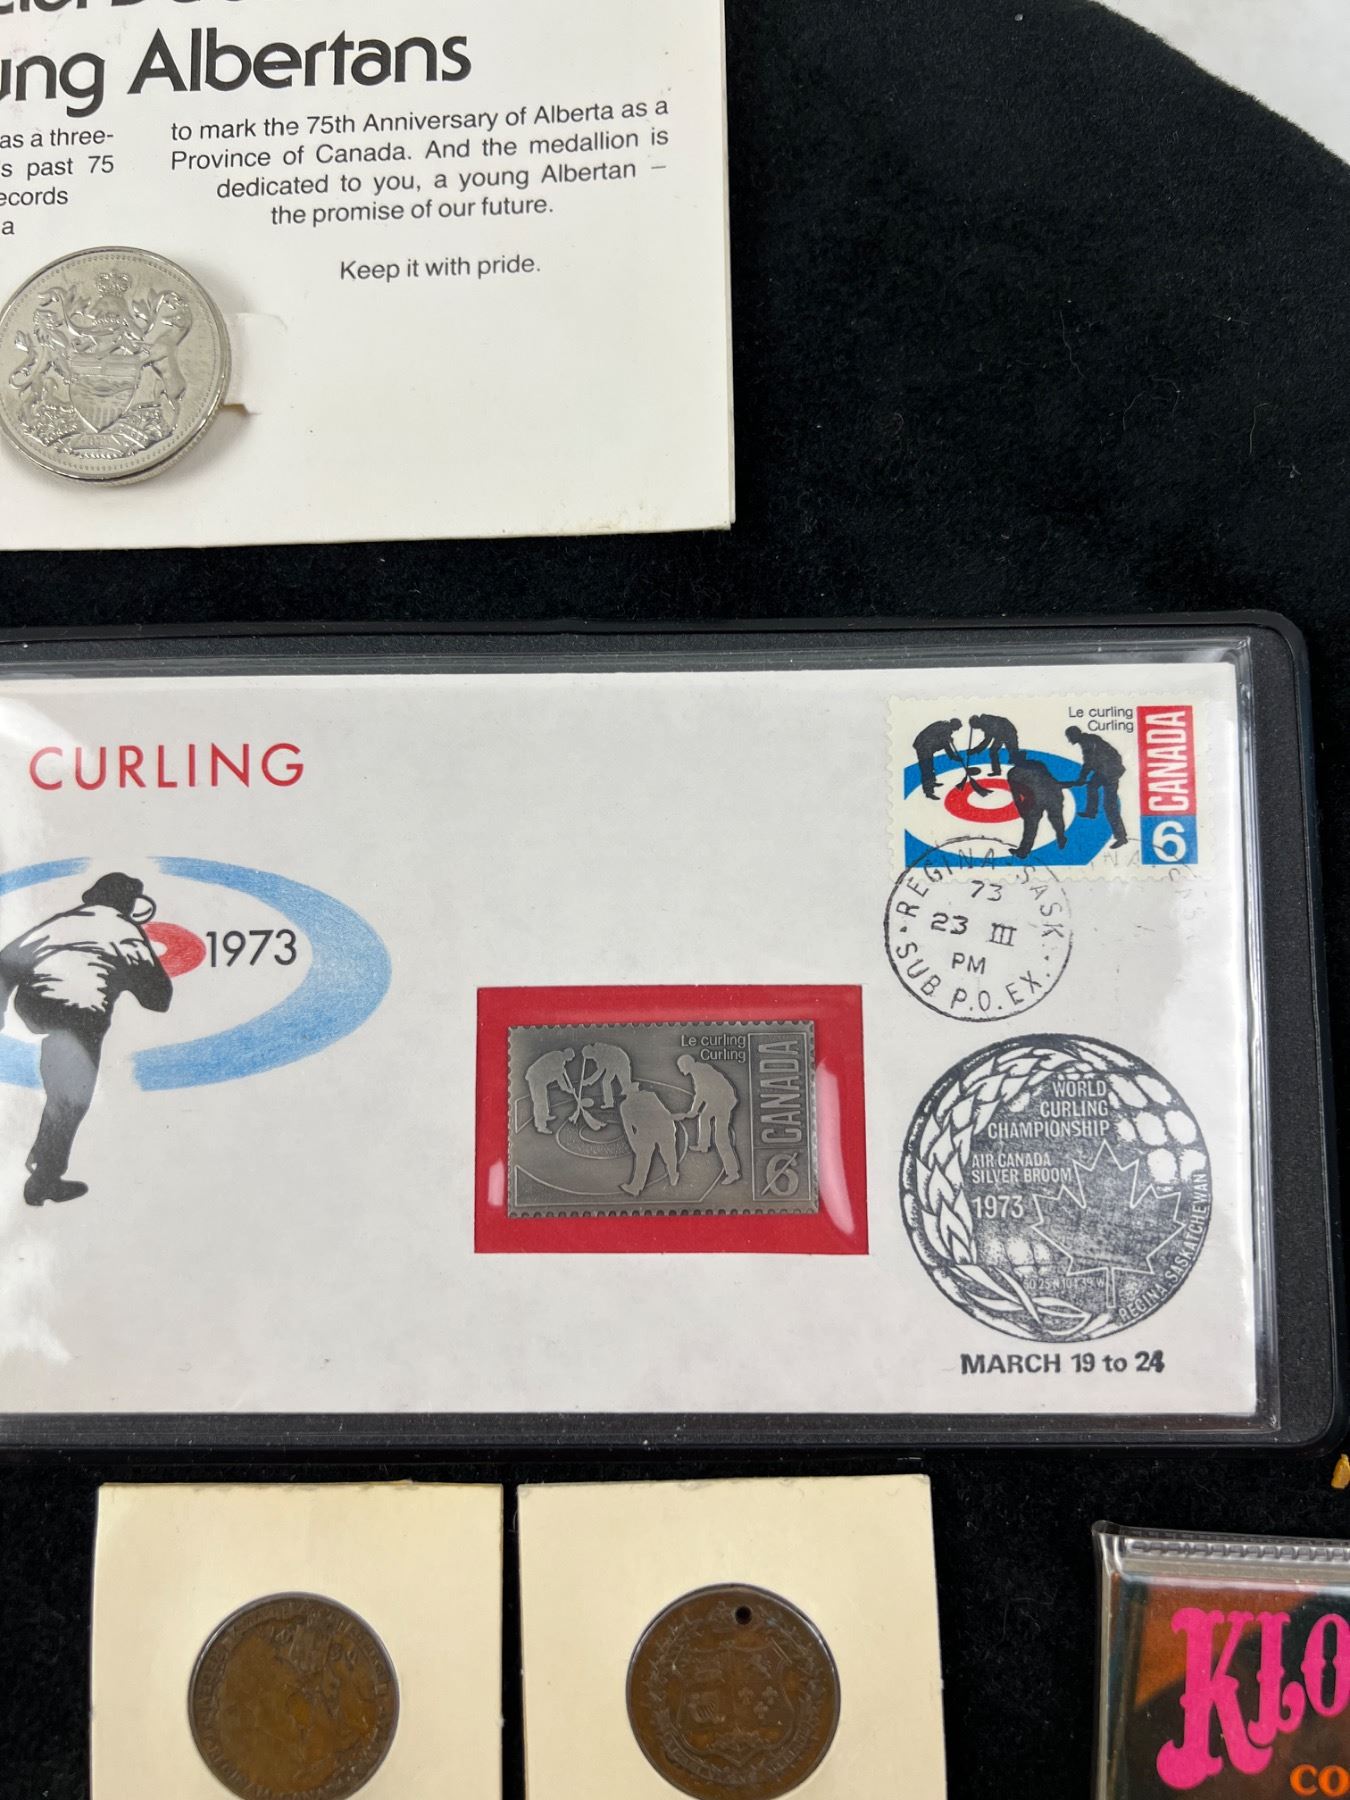 ung Albertans
as a three-
s past 75
ecords
a
to mark the 75th Anniversary of Alberta as a
Province of Canada. And the medallion is
dedicated to you, a young Albertan –
the promise of our future.
Keep it with pride.
CURLING
1973
Le curling
Curling
CANADA
6
REGINA SASK.
73
23 III
PM
SUB P.O. EX.
Le curling
Curling
CANADA
6
WORLD
CURLING
CHAMPIONSHIP
AIR CANADA
SILVER BROOM
1973
REGINA SASKATCHEWAN
MARCH 19 to 24
KLO
CO